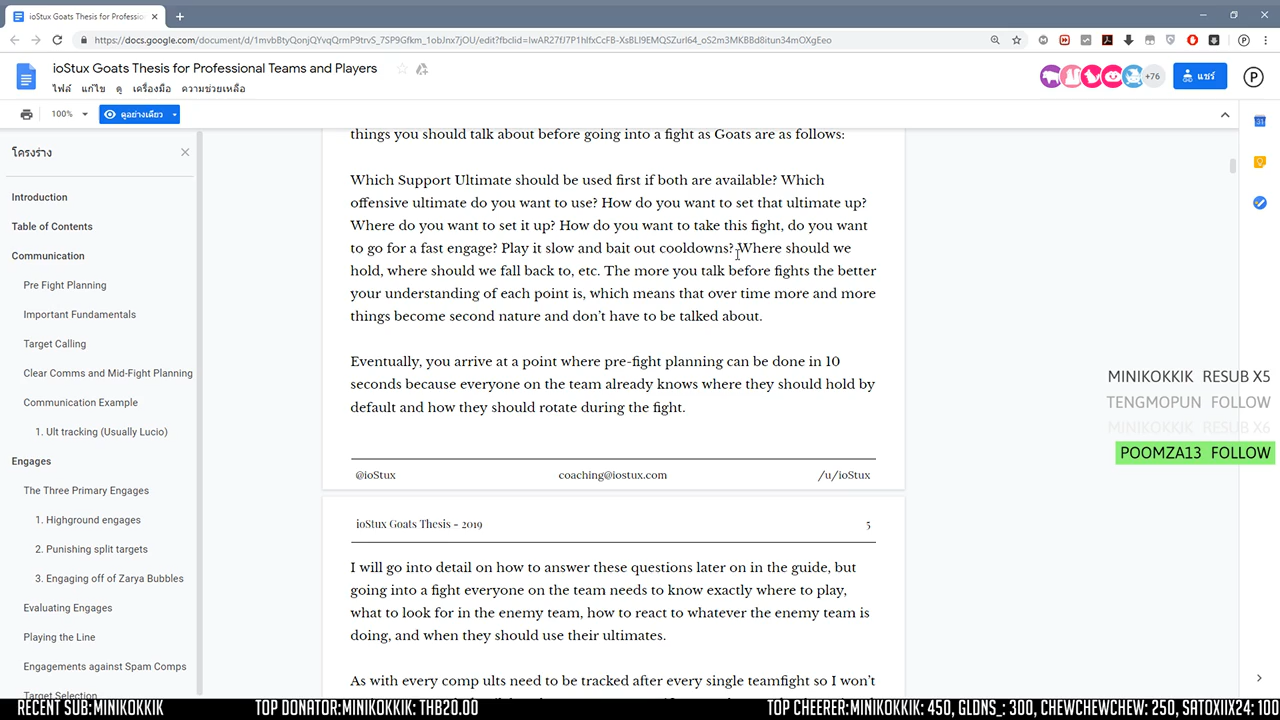 ioStux Goats Thesis for Professio
https://docs.google.com/document/d/1mvbBtyQonjQYvqQrmP9trvS_7SP9Gfkm_1obJnx7jOU/edit?fbclid=IwAR27fJ7P1hIfxCcFB-XsBLI9EMQSZurl64_oS2m3MKBBd8itun34mOXgEeo
ioStux Goats Thesis for Professional Teams and Players
+76
แชร์
P
ไฟล์ แก้ไข ดู เครื่องมือ ความช่วยเหลือ
100%
ดูอย่างเดียว
โครงร่าง
Introduction
Table of Contents
Communication
Pre Fight Planning
Important Fundamentals
Target Calling
Clear Comms and Mid-Fight Planning
Communication Example
1. Ult tracking (Usually Lucio)
Engages
The Three Primary Engages
1. Highground engages
2. Punishing split targets
3. Engaging off of Zarya Bubbles
Evaluating Engages
Playing the Line
Engagements against Spam Comps
Target Selection
things you should talk about before going into a fight as Goats are as follows:
Which Support Ultimate should be used first if both are available? Which
offensive ultimate do you want to use? How do you want to set that ultimate up?
Where do you want to set it up? How do you want to take this fight, do you want
to go for a fast engage? Play it slow and bait out cooldowns? Where should we
hold, where should we fall back to, etc. The more you talk before fights the better
your understanding of each point is, which means that over time more and more
things become second nature and don't have to be talked about.
Eventually, you arrive at a point where pre-fight planning can be done in 10
seconds because everyone on the team already knows where they should hold by
default and how they should rotate during the fight.
@ioStux coaching@iostux.com /u/ioStux
ioStux Goats Thesis - 2019 5
I will go into detail on how to answer these questions later on in the guide, but
going into a fight everyone on the team needs to know exactly where to play,
what to look for in the enemy team, how to react to whatever the enemy team is
doing, and when they should use their ultimates.
As with every comp ults need to be tracked after every single teamfight so I won't
MINIKOKKIK RESUB X5
TENGMOPUN FOLLOW
MINIKOKKIK RESUB X6
POOMZA13 FOLLOW
RECENT SUB:MINIKOKKIK TOP DONATOR:MINIKOKKIK: THB20.00 TOP CHEERER:MINIKOKKIK: 450, GLDNS_: 300, CHEWCHEWCHEW: 250, SATOXIIX24: 100